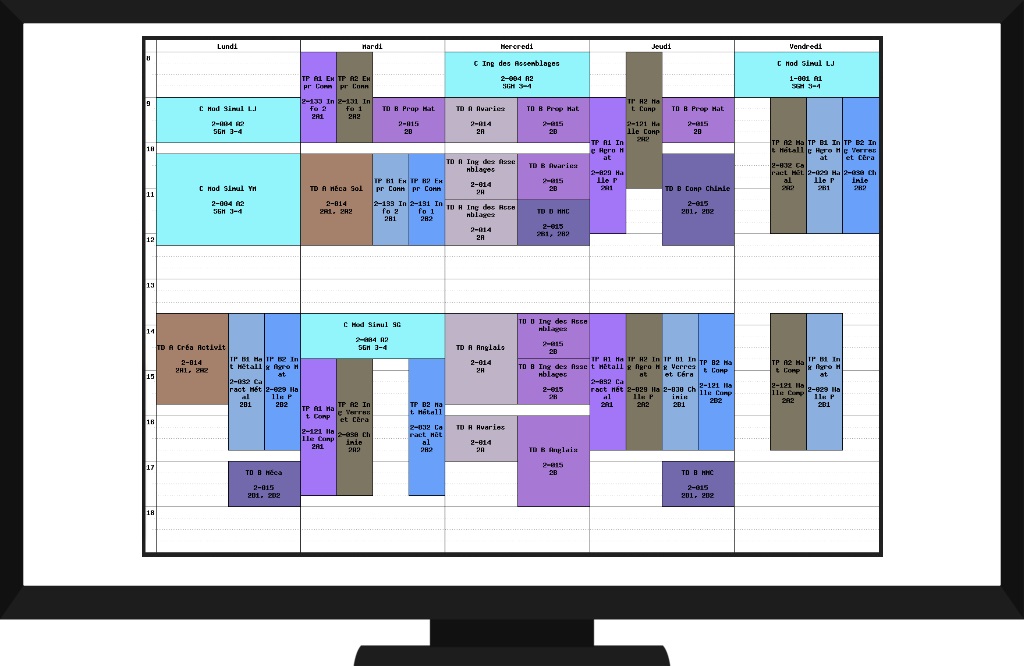 Lundi
Mardi
Mercredi
Jeudi
Vendredi
8
9
10
11
12
13
14
15
16
17
18
C Mod Simul LJ
2-004 A2
SGM 3-4
C Mod Simul YM
2-004 A2
SGM 3-4
TD A Créa Activit
2-014
2A1, 2A2
TP B1 Ma
t Métall
2-032 Ca
ract Mét
al
2B1
TP B2 In
g Agro M
at
2-029 Ha
lle P
2B2
TD B Méca
2-015
2B1, 2B2
TP A1 Ex
pr Comm
2-133 In
fo 2
2A1
TP A2 Ex
pr Comm
2-131 In
fo 1
2A2
TD B Prop Mat
2-015
2B
TD A Méca Sol
2-014
2A1, 2A2
TP B1 Ex
pr Comm
2-133 In
fo 2
2B1
TP B2 Ex
pr Comm
2-131 In
fo 1
2B2
C Mod Simul SG
2-004 A2
SGM 3-4
TP A1 Ma
t Comp
2-121 Ha
lle Comp
2A1
TP A2 In
g Verres
et Céra
2-030 Ch
imie
2A2
TP B2 Ma
t Métall
2-032 Ca
ract Mét
al
2B2
C Ing des Assemblages
2-004 A2
SGM 3-4
TD A Avaries
2-014
2A
TD B Prop Mat
2-015
2B
TD A Ing des Asse
mblages
2-014
2A
TD B Avaries
2-015
2B
TD A Ing des Asse
mblages
2-014
2A
TD B MMC
2-015
2B1, 2B2
TD A Anglais
2-014
2A
TD B Ing des Asse
mblages
2-015
2B
TD B Ing des Asse
mblages
2-015
2B
TD A Avaries
2-014
2A
TD B Anglais
2-015
2B
TP A1 In
g Agro M
at
2-029 Ha
lle P
2A1
TP A2 Ma
t Comp
2-121 Ha
lle Comp
2A2
TD B Prop Mat
2-015
2B
TD B Comp Chimie
2-015
2B1, 2B2
TP A1 Ma
t Métall
2-032 Ca
ract Mét
al
2A1
TP A2 In
g Agro M
at
2-029 Ha
lle P
2A2
TP B1 In
g Verres
et Céra
2-030 Ch
imie
2B1
TP B2 Ma
t Comp
2-121 Ha
lle Comp
2B2
TD B MMC
2-015
2B1, 2B2
C Mod Simul LJ
1-001 A1
SGM 3-4
TP A2 Ma
t Métall
2-032 Ca
ract Mét
al
2A2
TP B1 In
g Agro M
at
2-029 Ha
lle P
2B1
TP B2 In
g Verres
et Céra
2-030 Ch
imie
2B2
TP A2 Ma
t Comp
2-121 Ha
lle Comp
2A2
TP B1 In
g Agro M
at
2-029 Ha
lle P
2B1